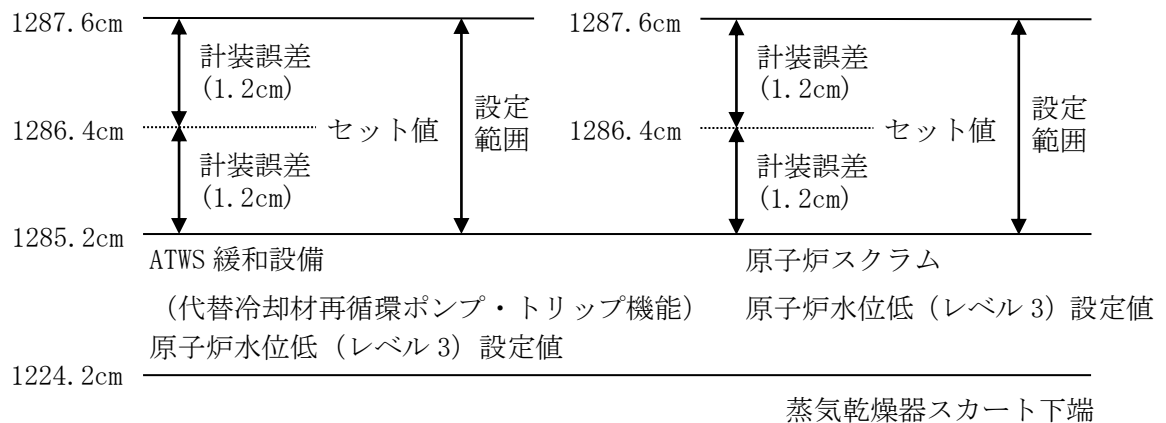 1287.6cm
1287.6cm
計装誤差
(1.2cm)
設定
範囲
計装誤差
(1.2cm)
設定
範囲
1286.4cm
セット値
1286.4cm
セット値
計装誤差
(1.2cm)
計装誤差
(1.2cm)
1285.2cm
ATWS 緩和設備
(代替冷却材再循環ポンプ・トリップ機能)
原子炉水位低（レベル 3）設定値
原子炉スクラム
原子炉水位低（レベル 3）設定値
1224.2cm
蒸気乾燥器スカート下端